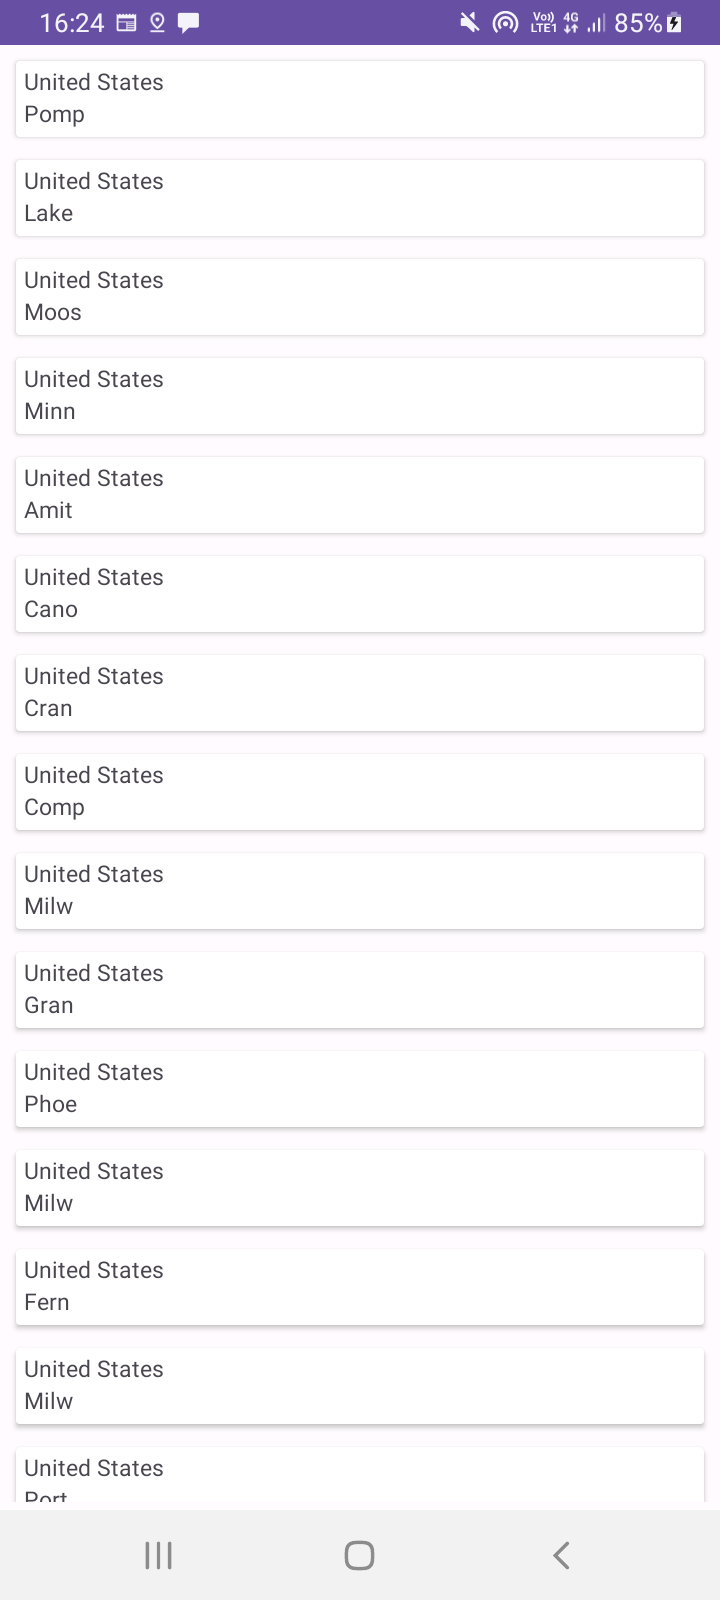 16:24 Vo)) LTE1 4G 85%
United States
Pomp
United States
Lake
United States
Moos
United States
Minn
United States
Amit
United States
Cano
United States
Cran
United States
Comp
United States
Milw
United States
Gran
United States
Phoe
United States
Milw
United States
Fern
United States
Milw
United States
Port